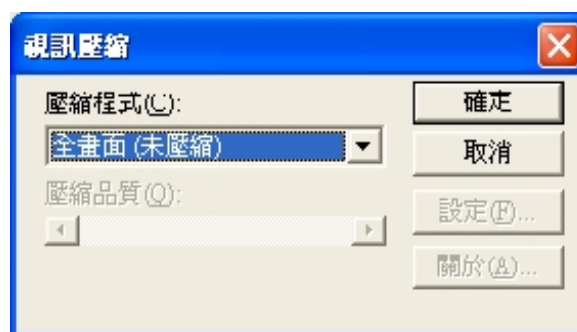 視訊壓縮
壓縮程式(C):
全畫面 (未壓縮)
壓縮品質(Q):
確定
取消
設定(F)...
關於(A)...